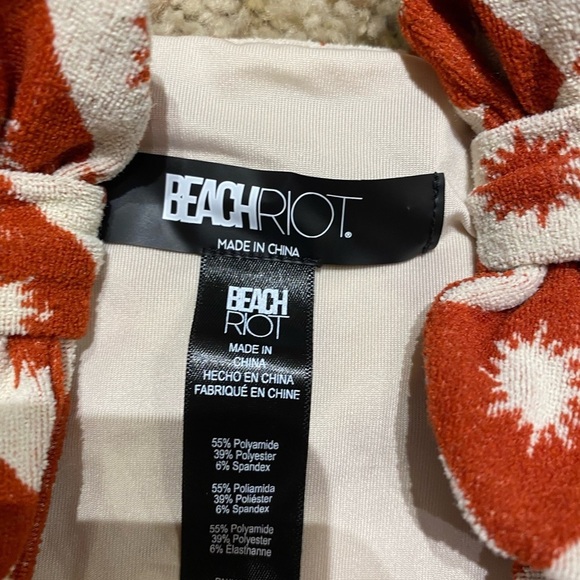 BEACHRIOT®
MADE IN CHINA
BEACH
RIOT
MADE IN
CHINA
HECHO EN CHINA
FABRIQUÉ EN CHINE
55% Polyamide
39% Polyester
6% Spandex
55% Poliamida
39% Poliéster
6% Spandex
55% Polyamide
39% Polyester
6% Élasthanne